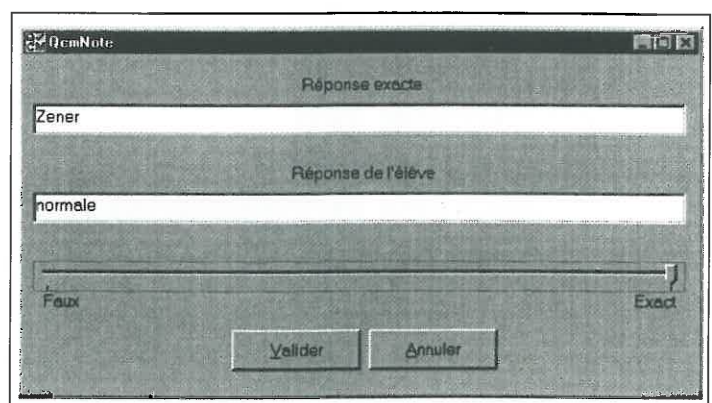 QcmNote
Réponse exacte
Zener
Réponse de l'élève
normale
Faux Exact
Valider Annuler